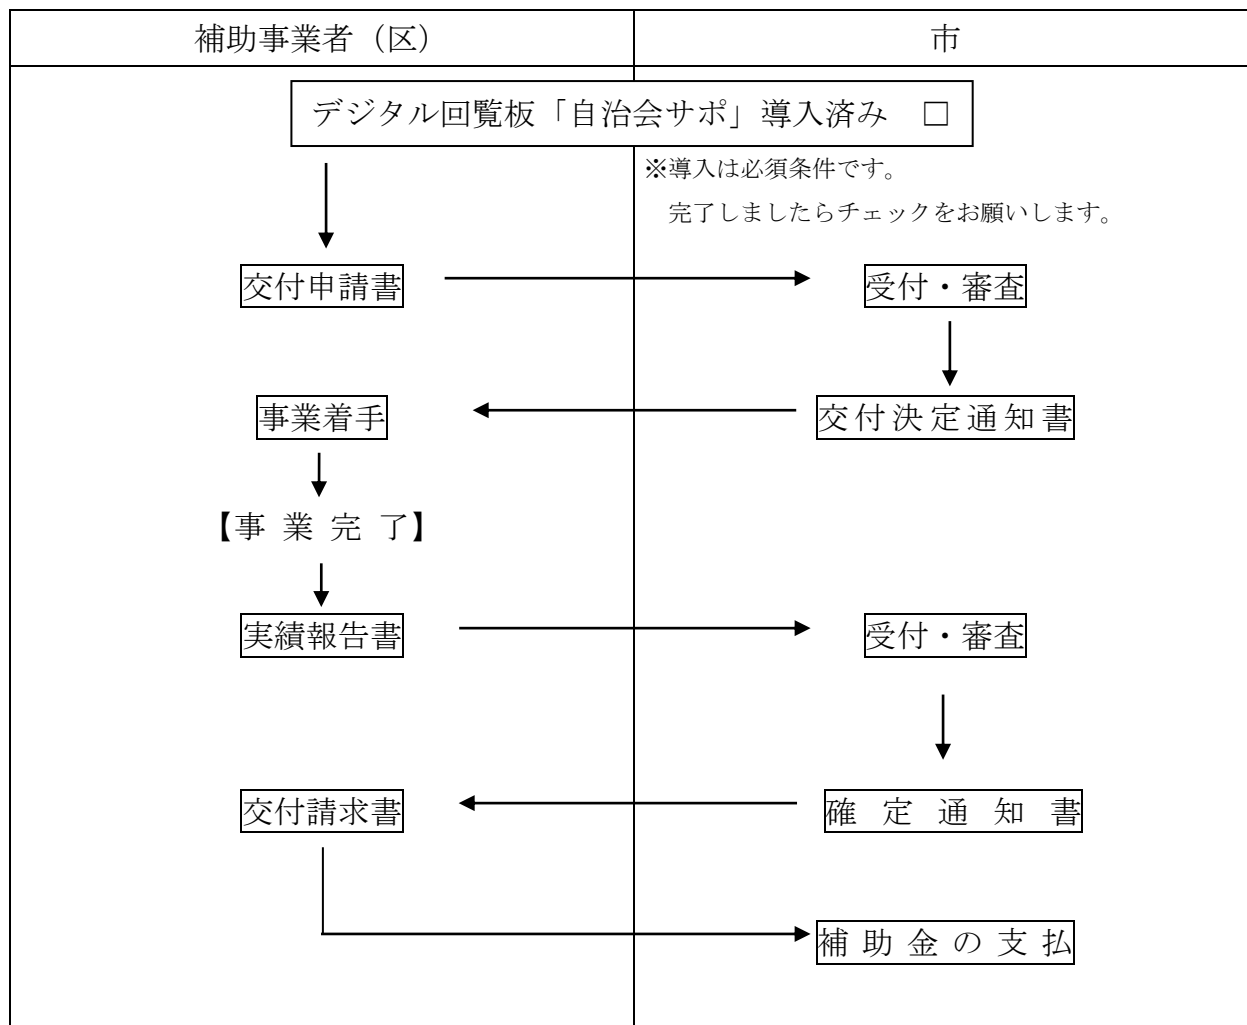 補助事業者（区）
市
デジタル回覧板「自治会サポ」導入済み　□
※導入は必須条件です。
完了しましたらチェックをお願いします。
交付申請書
受付・審査
事業着手
交付決定通知書
【事 業 完 了】
実績報告書
受付・審査
交付請求書
確 定 通 知 書
補 助 金 の 支 払